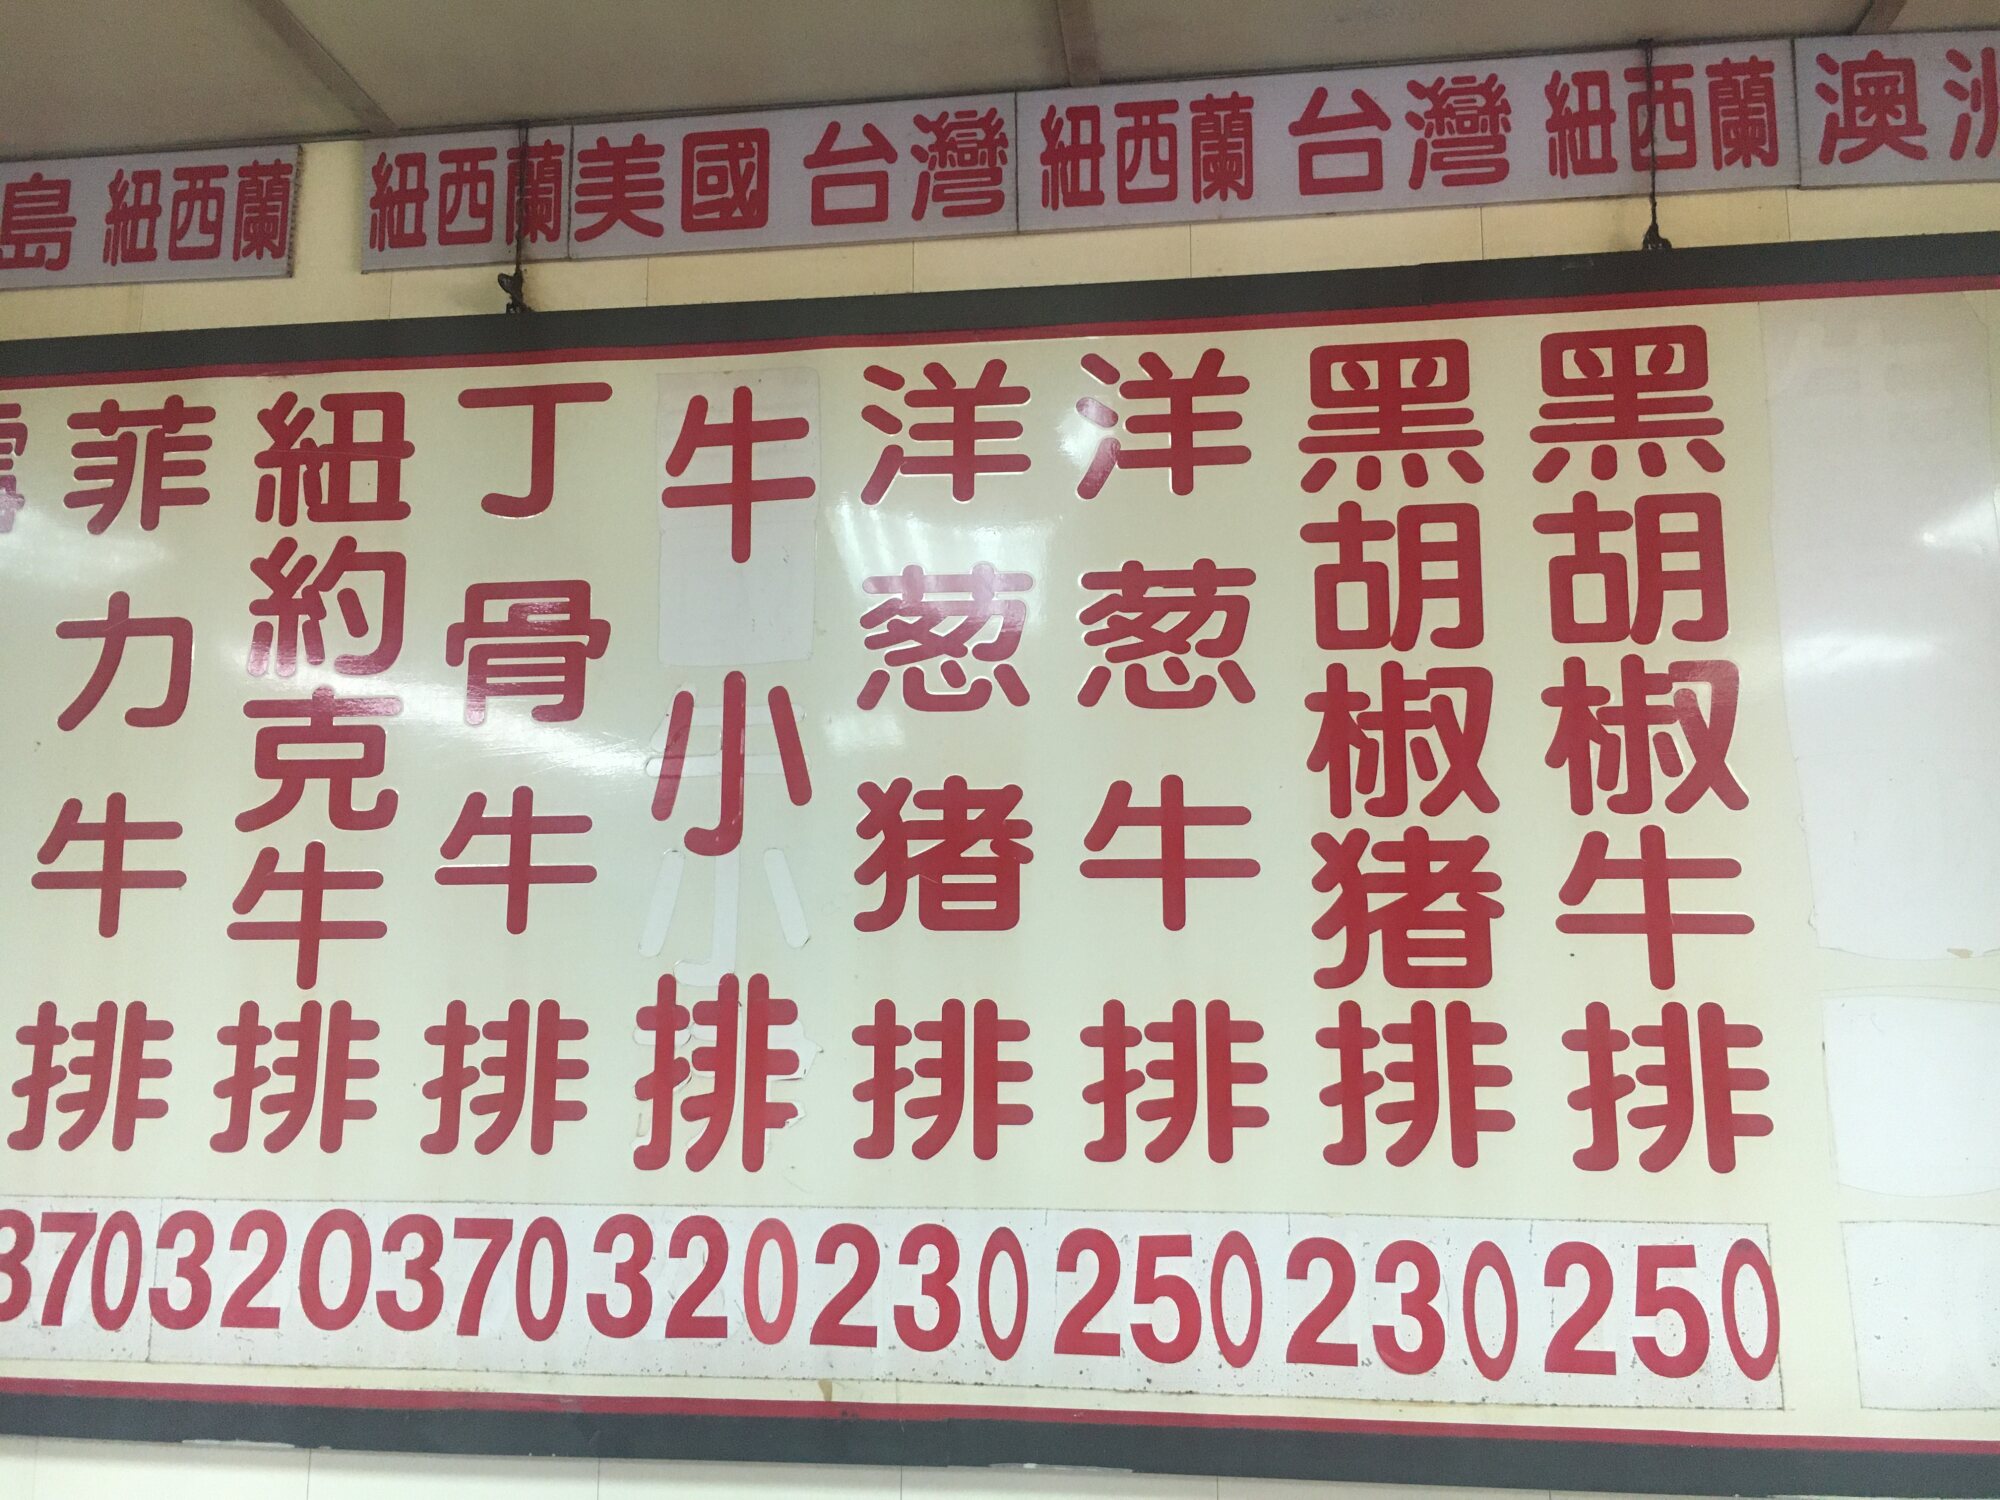 島 紐西蘭 紐西蘭 美國 台灣 紐西蘭 台灣 紐西蘭 澳洲
黑胡椒牛排 250
黑胡椒豬排 230
洋葱牛排 250
洋葱豬排 230
牛小排 320
丁骨牛排 370
紐約克牛排 320
菲力牛排 370